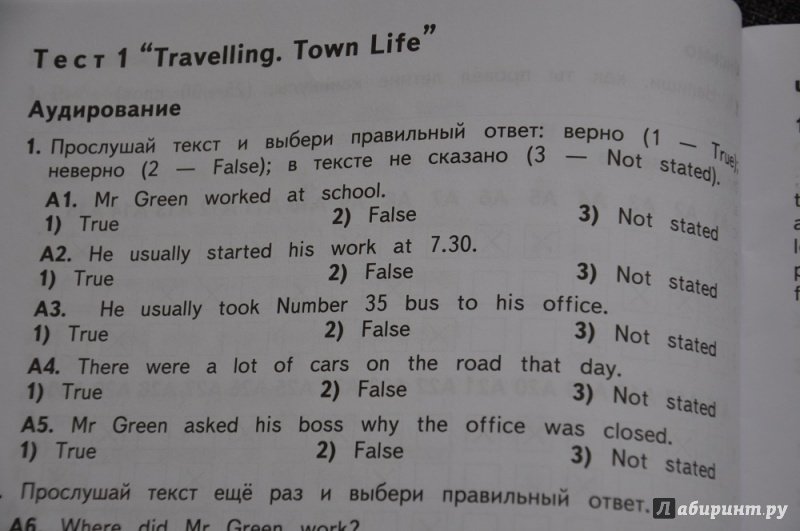 Тест 1 “Travelling. Town Life”
Аудирование
1. Прослушай текст и выбери правильный ответ: верно (1 — True);
неверно (2 — False); в тексте не сказано (3 — Not stated).
А1. Mr Green worked at school.
1) True 2) False 3) Not stated
А2. He usually started his work at 7.30.
1) True 2) False 3) Not stated
А3. He usually took Number 35 bus to his office.
1) True 2) False 3) Not stated
А4. There were a lot of cars on the road that day.
1) True 2) False 3) Not stated
А5. Mr Green asked his boss why the office was closed.
1) True 2) False 3) Not stated
Прослушай текст ещё раз и выбери правильный ответ.
А6. Where did Mr Green work?
Лабиринт.ру